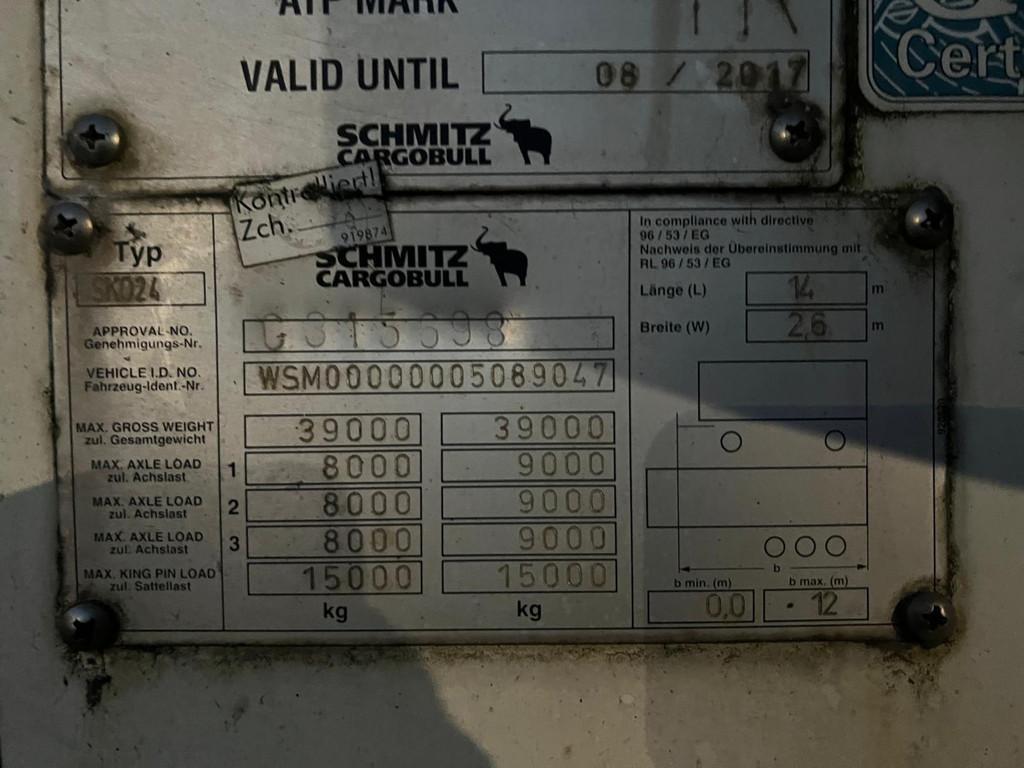 ATP MARK
VALID UNTIL 08 / 2017
SCHMITZ
CARGOBULL
Cert
Kontrolliert!
Zch.
919874
Typ
SKO24
SCHMITZ
CARGOBULL
APPROVAL-NO.
Genehmigungs-Nr.
C315698
VEHICLE I.D. NO.
Fahrzeug-Ident.-Nr.
WSM00000005089047
MAX. GROSS WEIGHT
zul. Gesamtgewicht
39000 39000
MAX. AXLE LOAD
zul. Achslast
1 8000 9000
MAX. AXLE LOAD
zul. Achslast
2 8000 9000
MAX. AXLE LOAD
zul. Achslast
3 8000 9000
MAX. KING PIN LOAD
zul. Sattellast
15000 15000
kg kg
In compliance with directive
96 / 53 / EG
Nachweis der Übereinstimmung mit
RL 96 / 53 / EG
Länge (L) 14 m
Breite (W) 2,6 m
b
b min. (m) b max. (m)
0,0 12